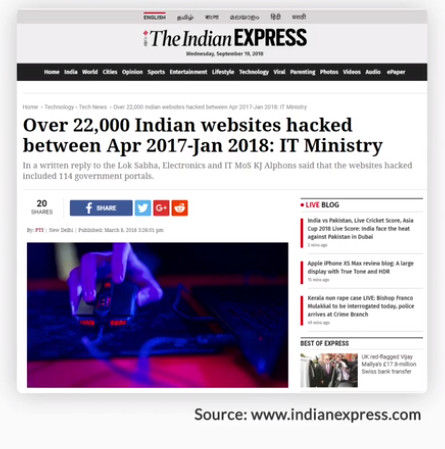 ENGLISH தமிழ் বাংলা മലയാളം हिंदी मराठी
The Indian EXPRESS
Wednesday, September 19, 2018
Home India World Cities Opinion Sports Entertainment Lifestyle Technology Viral Parenting Photos Videos Audio ePaper
Home › Technology › Tech News › Over 22,000 Indian websites hacked between Apr 2017-Jan 2018: IT Ministry
Over 22,000 Indian websites hacked
between Apr 2017-Jan 2018: IT Ministry
In a written reply to the Lok Sabha, Electronics and IT MoS KJ Alphons said that the websites hacked
included 114 government portals.
20
SHARES
SHARE
G+
By: PTI | New Delhi | Published: March 6, 2018 3:36:01 pm
LIVE BLOG
India vs Pakistan, Live Cricket Score, Asia
Cup 2018 Live Score: India face the heat
against Pakistan in Dubai
2 mins ago
Apple iPhone XS Max review blog: A large
display with True Tone and HDR
15 mins ago
Kerala nun rape case LIVE: Bishop Franco
Mulakkal to be interrogated today, police
arrives at Crime Branch
mins ago
BEST OF EXPRESS
UK red-flagged Vijay
Mallya's £17.9-million
Swiss bank transfer
Source: www.indianexpress.com